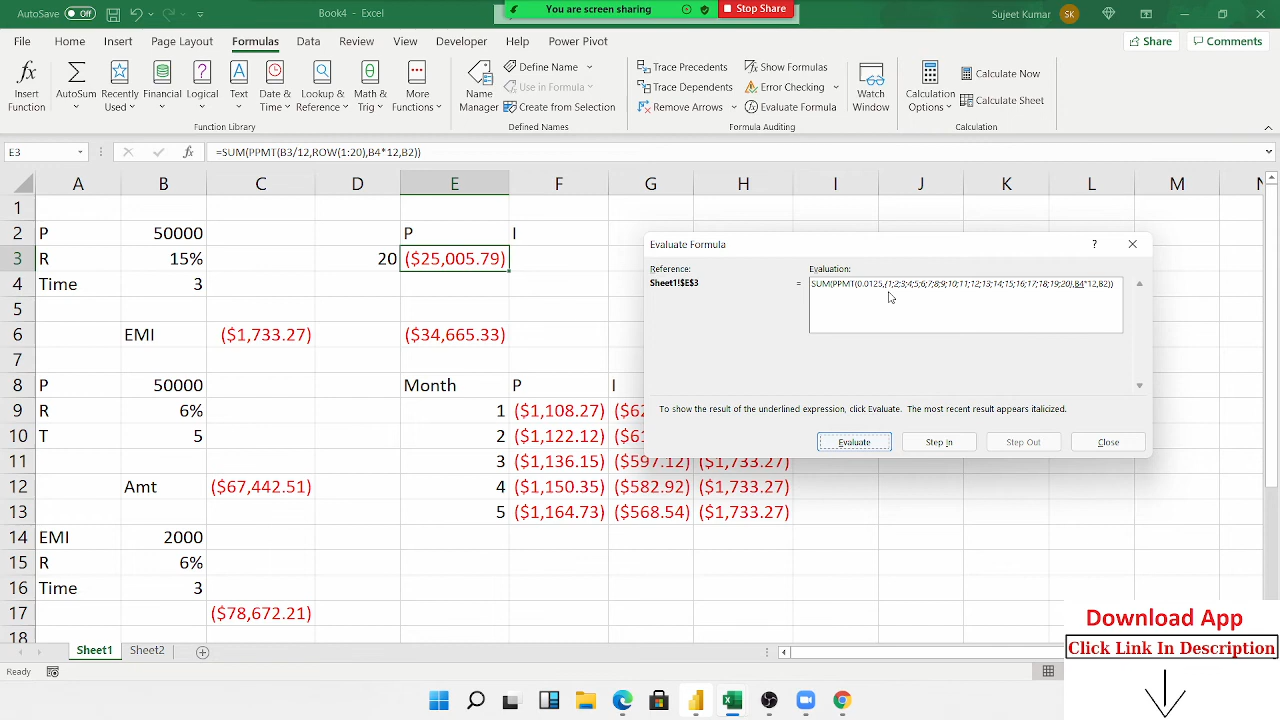 AutoSave Off Book4 - Excel You are screen sharing Stop Share Sujeet Kumar SK
File Home Insert Page Layout Formulas Data Review View Developer Help Power Pivot Share Comments
Insert Function AutoSum Recently Used Financial Logical Text Date & Time Lookup & Reference Math & Trig More Functions
Name Manager Define Name Use in Formula Create from Selection
Trace Precedents Trace Dependents Remove Arrows Show Formulas Error Checking Evaluate Formula
Watch Window Calculation Options Calculate Now Calculate Sheet
Function Library Defined Names Formula Auditing Calculation
E3 fx =SUM(PPMT(B3/12,ROW(1:20),B4*12,B2))
A B C D E F G H I J K L M N
1
2 P 50000 P I
3 R 15% 20 ($25,005.79)
4 Time 3
5
6 EMI ($1,733.27) ($34,665.33)
7
8 P 50000 Month P I
9 R 6% 1 ($1,108.27)
10 T 5 2 ($1,122.12)
11 3 ($1,136.15) ($597.12) ($1,733.27)
12 Amt ($67,442.51) 4 ($1,150.35) ($582.92) ($1,733.27)
13 5 ($1,164.73) ($568.54) ($1,733.27)
14 EMI 2000
15 R 6%
16 Time 3
17 ($78,672.21)
18
Evaluate Formula ?
Reference: Evaluation:
Sheet1!$E$3 = SUM(PPMT(0.0125,{1;2;3;4;5;6;7;8;9;10;11;12;13;14;15;16;17;18;19;20},B4*12,B2))
To show the result of the underlined expression, click Evaluate. The most recent result appears italicized.
Evaluate Step In Step Out Close
Sheet1 Sheet2
Ready
Download App
Click Link In Description